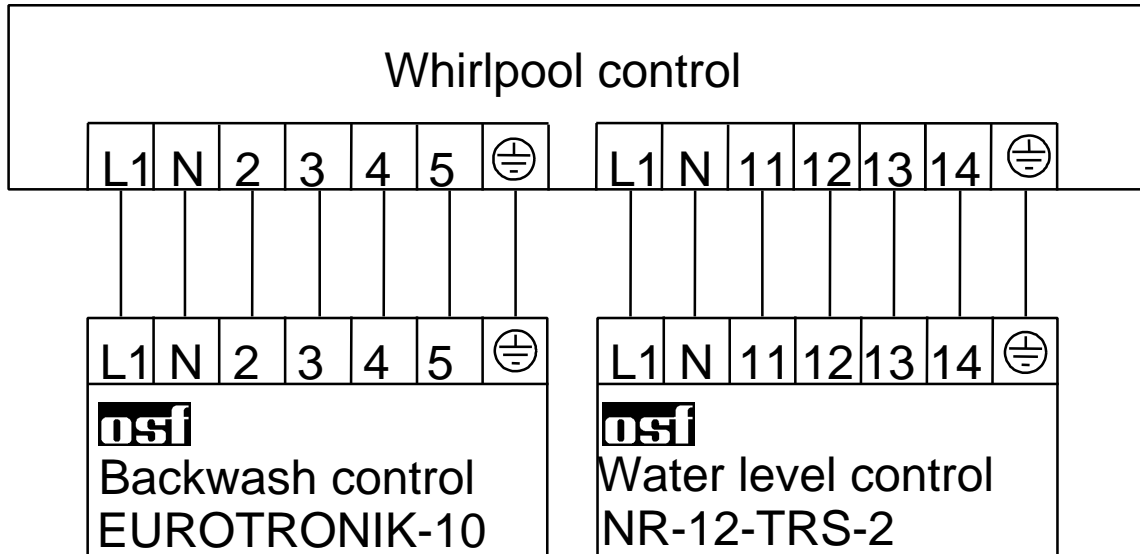 Whirlpool control
L1 N 2 3 4 5 L1 N 11 12 13 14
L1 N 2 3 4 5 L1 N 11 12 13 14
osf osf
Backwash control Water level control
EUROTRONIK-10 NR-12-TRS-2